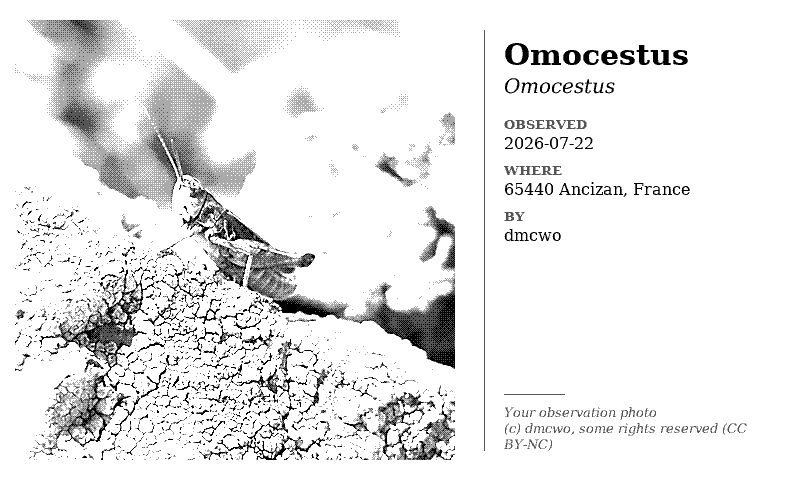 Omocestus
Omocestus
OBSERVED
2026-07-22
WHERE
65440 Ancizan, France
BY
dmcwo
Your observation photo
(c) dmcwo, some rights reserved (CC
BY-NC)